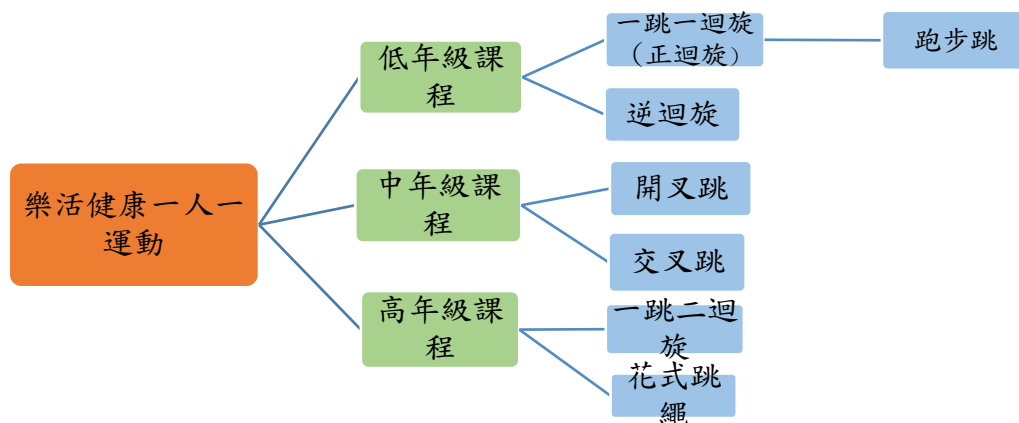 樂活健康一人一
運動
低年級課
程
一跳一迴旋
（正迴旋）
跑步跳
逆迴旋
中年級課
程
開叉跳
交叉跳
高年級課
程
一跳二迴
旋
花式跳
繩